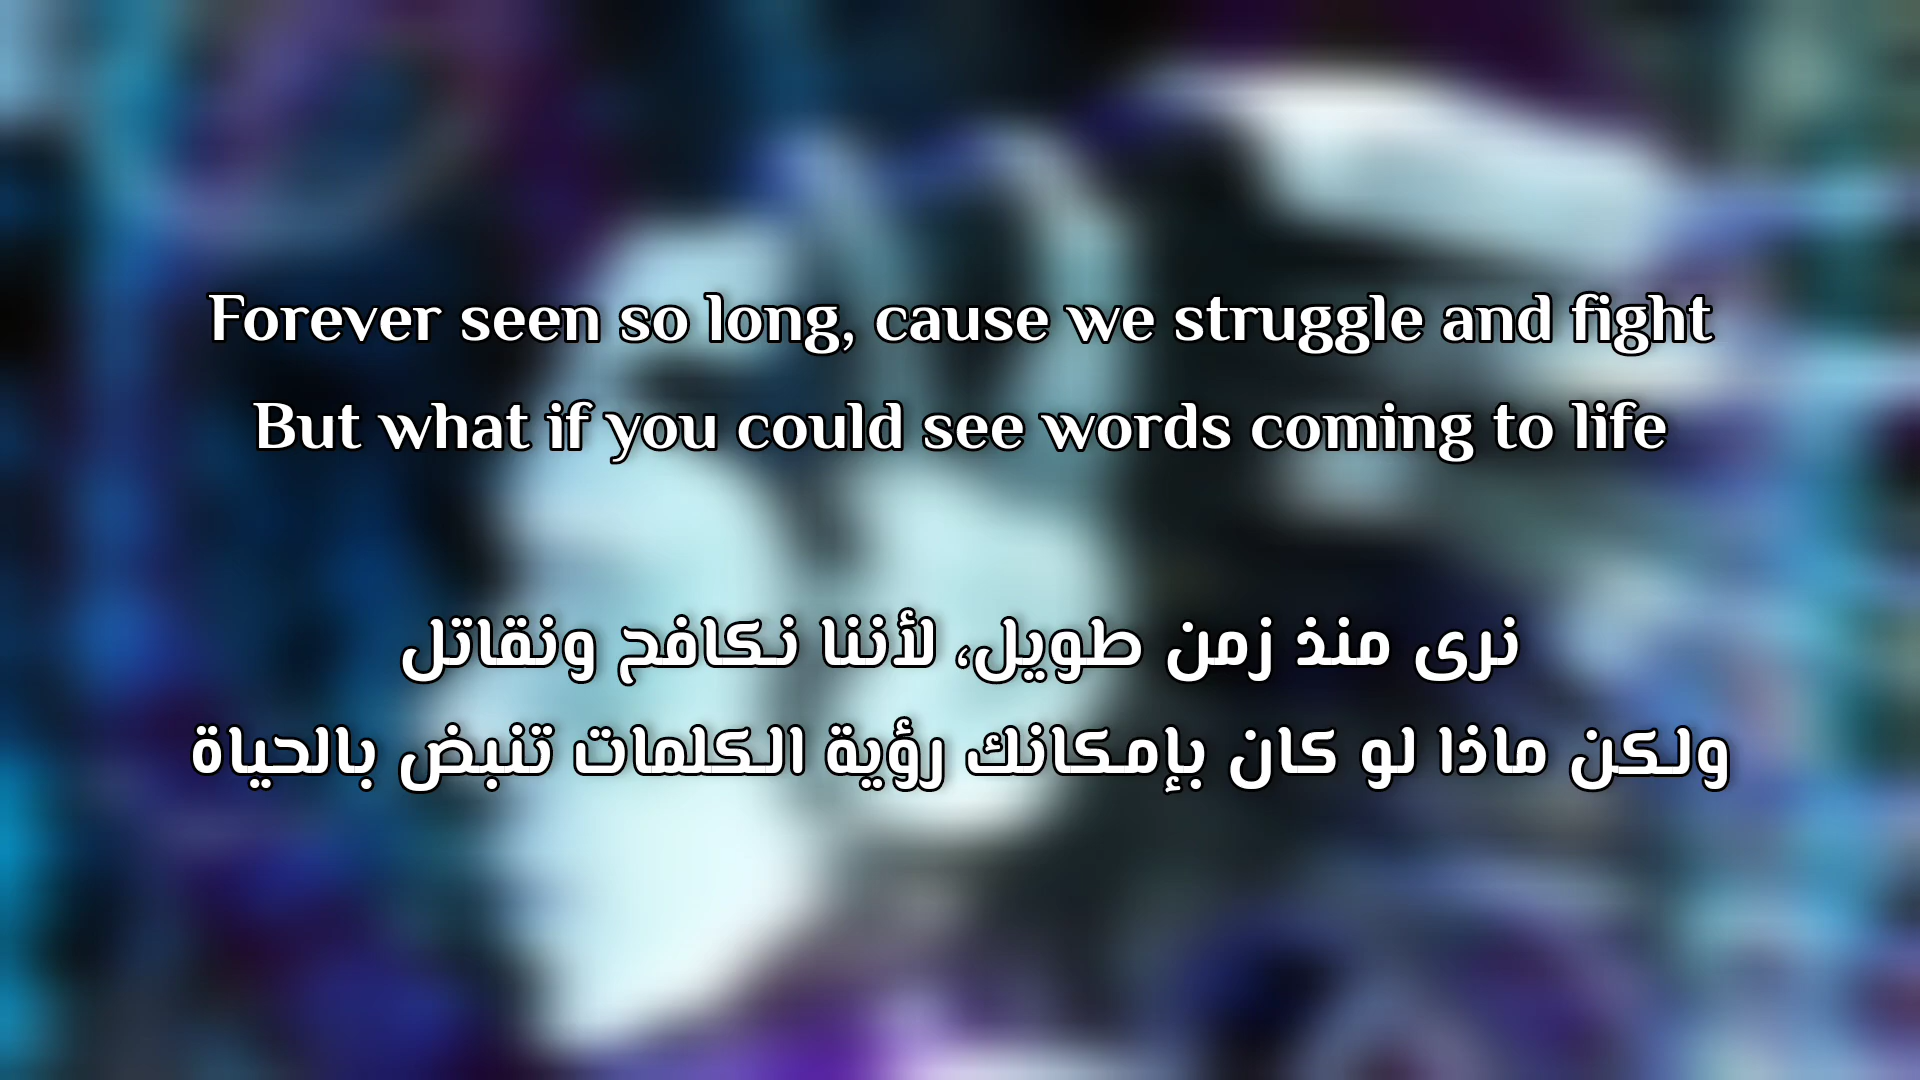 Forever seen so long, cause we struggle and fight
But what if you could see words coming to life
نرى منذ زمن طويل، لأننا نكافح ونقاتل
ولكن ماذا لو كان بإمكانك رؤية الكلمات تنبض بالحياة